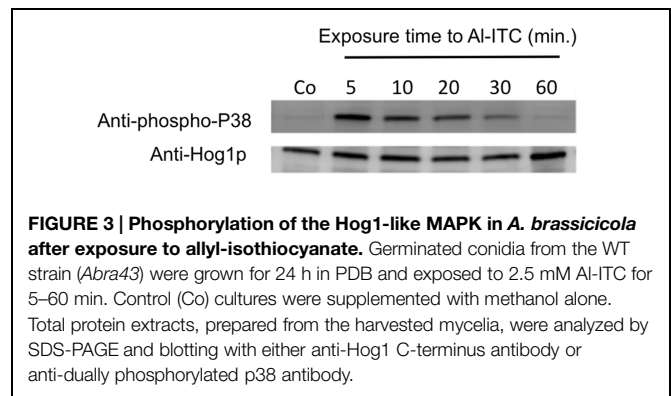 Exposure time to Al-ITC (min.)
Co 5 10 20 30 60
Anti-phospho-P38
Anti-Hog1p
FIGURE 3 | Phosphorylation of the Hog1-like MAPK in A. brassicicola
after exposure to allyl-isothiocyanate. Germinated conidia from the WT
strain (Abra43) were grown for 24 h in PDB and exposed to 2.5 mM Al-ITC for
5–60 min. Control (Co) cultures were supplemented with methanol alone.
Total protein extracts, prepared from the harvested mycelia, were analyzed by
SDS-PAGE and blotting with either anti-Hog1 C-terminus antibody or
anti-dually phosphorylated p38 antibody.